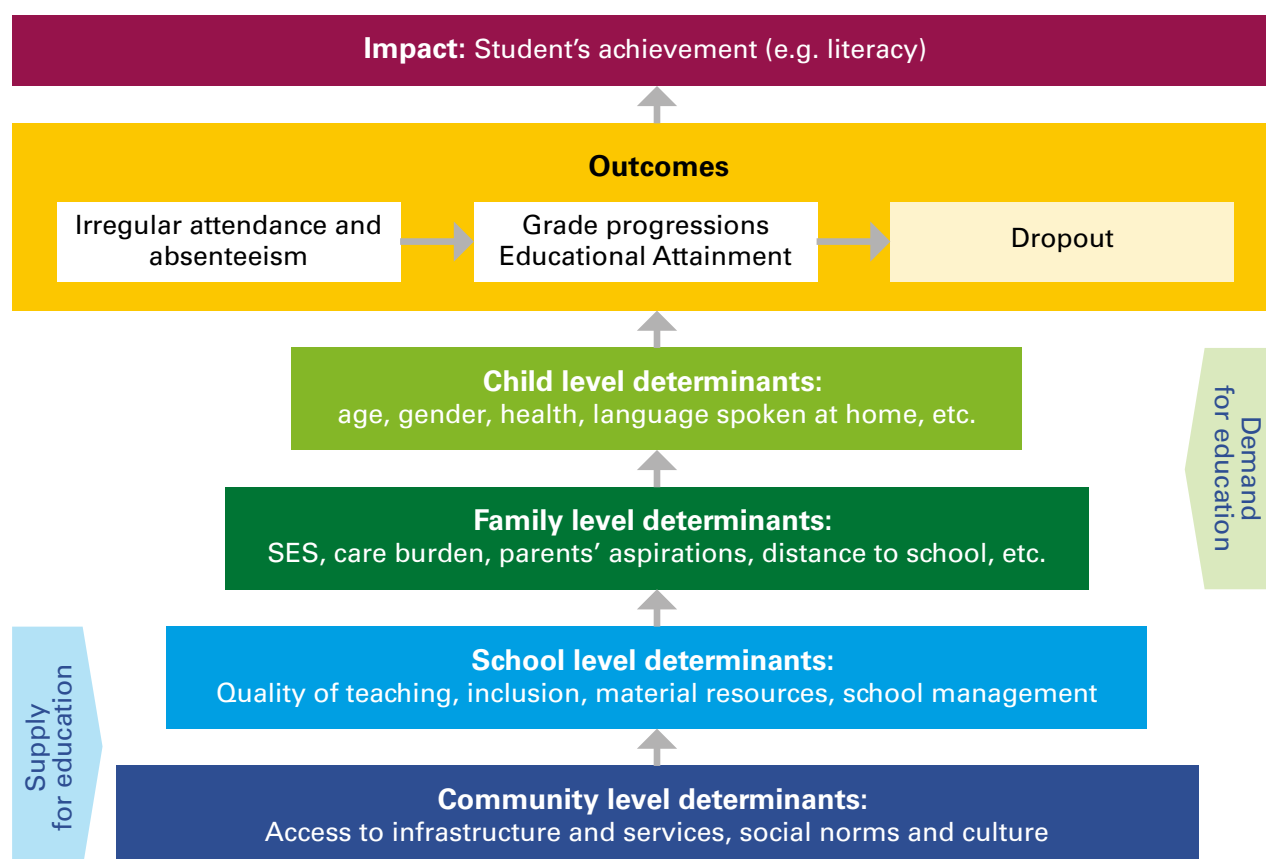 Impact: Student’s achievement (e.g. literacy)
Outcomes
Irregular attendance and
absenteeism
Grade progressions
Educational Attainment
Dropout
Child level determinants:
age, gender, health, language spoken at home, etc.
Demand
for education
Family level determinants:
SES, care burden, parents’ aspirations, distance to school, etc.
School level determinants:
Quality of teaching, inclusion, material resources, school management
Supply
for education
Community level determinants:
Access to infrastructure and services, social norms and culture